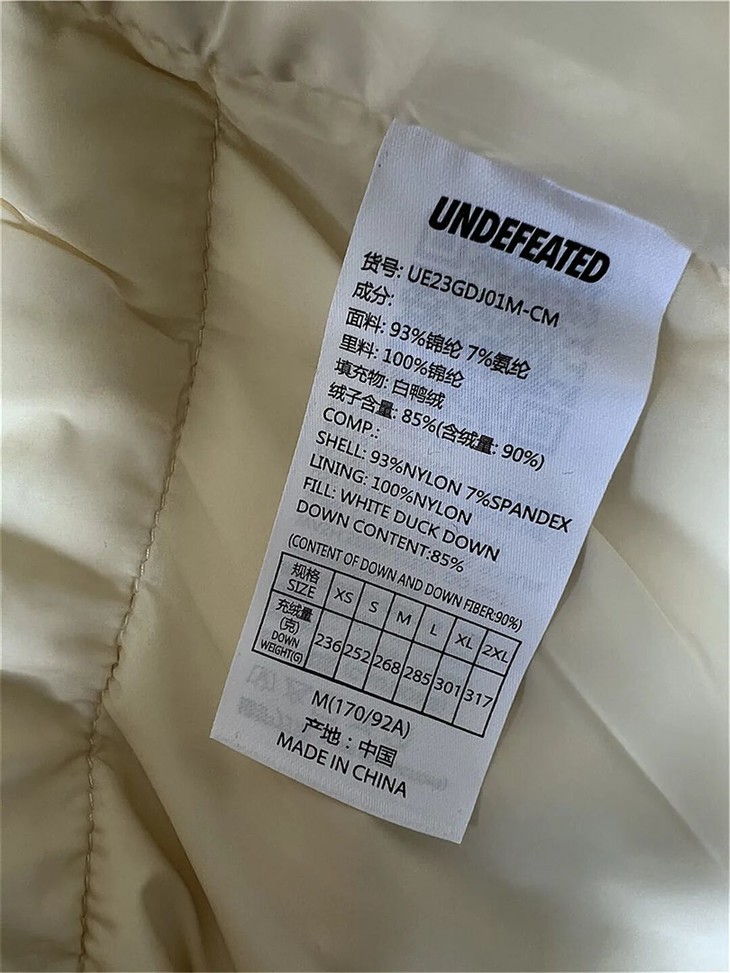 UNDEFEATED
货号: UE23GDJ01M-CM
成分:
面料: 93%锦纶 7%氨纶
里料: 100%锦纶
填充物: 白鸭绒
绒子含量: 85%(含绒量: 90%)
COMP.:
SHELL: 93%NYLON 7%SPANDEX
LINING: 100%NYLON
FILL: WHITE DUCK DOWN
DOWN CONTENT:85%
(CONTENT OF DOWN AND DOWN FIBER:90%)
规格 SIZE XS S M L XL 2XL
充绒量 (克) DOWN WEIGHT(G) 236 252 268 285 301 317
M(170/92A)
产地：中国
MADE IN CHINA